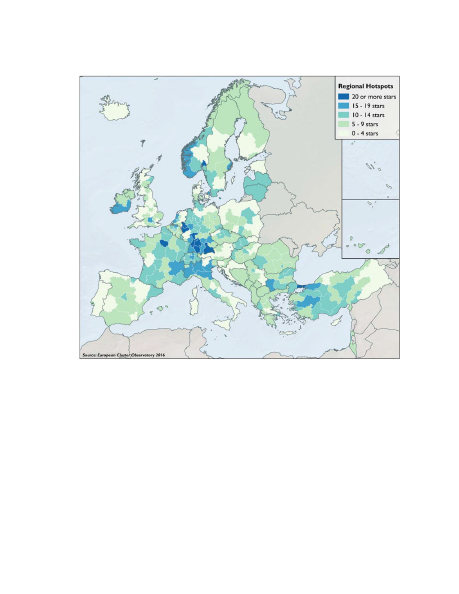 Regional Hotspots
20 or more stars
15 - 19 stars
10 - 14 stars
5 - 9 stars
0 - 4 stars
Source: European Cluster Observatory 2016